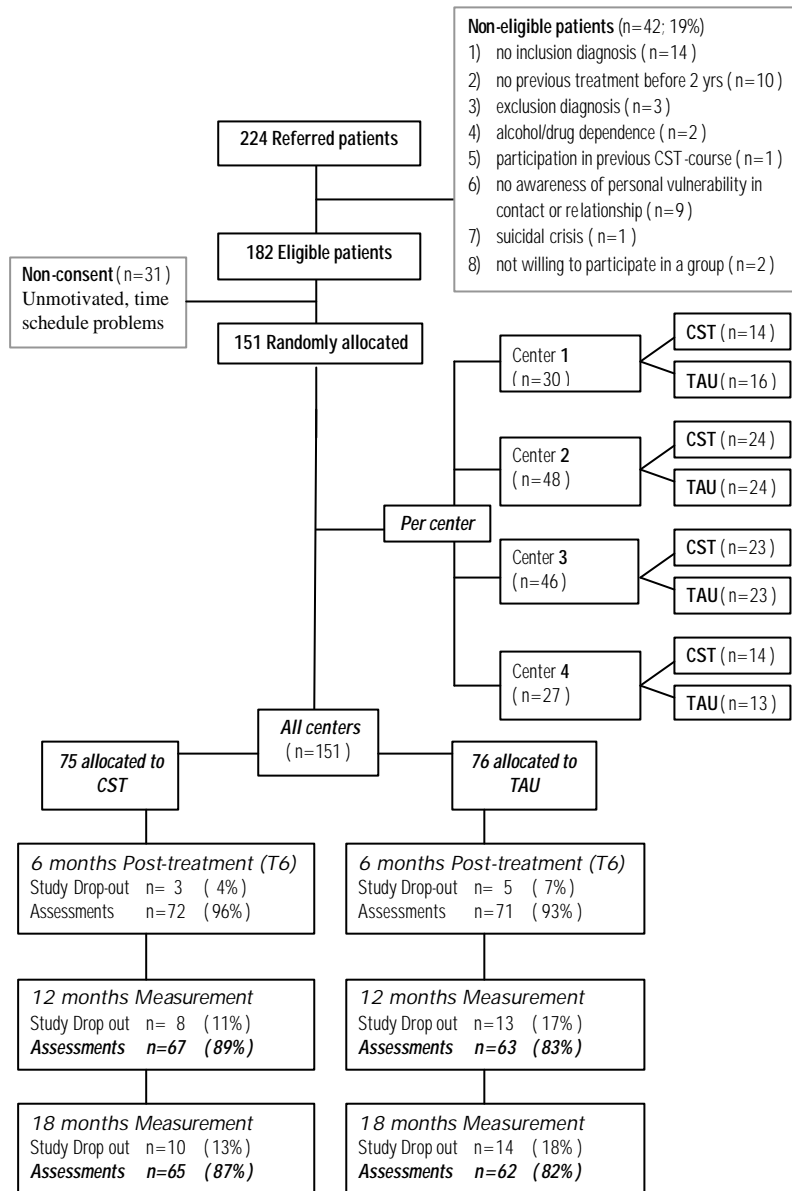 Non-eligible patients (n=42; 19%)
1) no inclusion diagnosis (n=14)
2) no previous treatment before 2 yrs (n=10)
3) exclusion diagnosis (n=3)
4) alcohol/drug dependence (n=2)
5) participation in previous CST-course (n=1)
6) no awareness of personal vulnerability in
contact or relationship (n=9)
7) suicidal crisis (n=1)
8) not willing to participate in a group (n=2)
224 Referred patients
182 Eligible patients
Non-consent (n=31)
Unmotivated, time
schedule problems
151 Randomly allocated
Per center
Center 1
(n=30)
CST (n=14)
TAU (n=16)
Center 2
(n=48)
CST (n=24)
TAU (n=24)
Center 3
(n=46)
CST (n=23)
TAU (n=23)
Center 4
(n=27)
CST (n=14)
TAU (n=13)
All centers
(n=151)
75 allocated to
CST
6 months Post-treatment (T6)
Study Drop-out n= 3 (4%)
Assessments n=72 (96%)
12 months Measurement
Study Drop out n= 8 (11%)
Assessments n=67 (89%)
18 months Measurement
Study Drop out n=10 (13%)
Assessments n=65 (87%)
76 allocated to
TAU
6 months Post-treatment (T6)
Study Drop-out n= 5 (7%)
Assessments n=71 (93%)
12 months Measurement
Study Drop out n=13 (17%)
Assessments n=63 (83%)
18 months Measurement
Study Drop out n=14 (18%)
Assessments n=62 (82%)